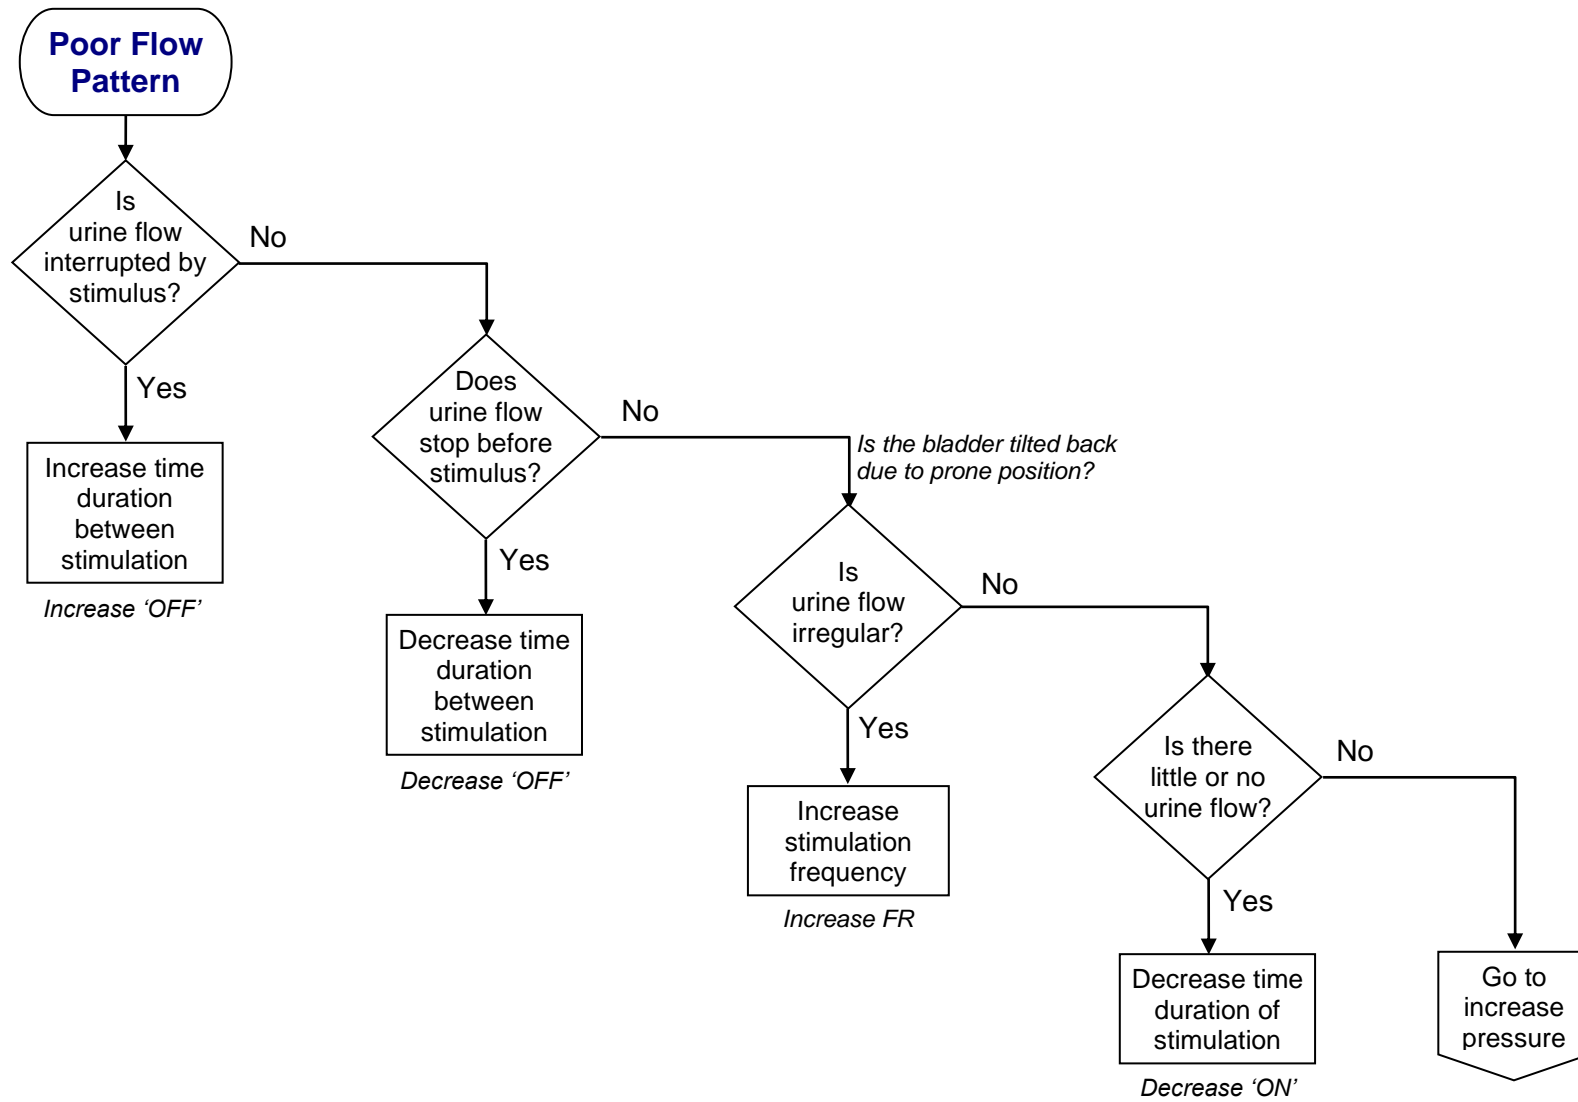 Poor Flow
Pattern
Is
urine flow
interrupted by
stimulus?
No
Yes
Increase time
duration
between
stimulation
Increase ‘OFF’
Does
urine flow
stop before
stimulus?
No
Yes
Decrease time
duration
between
stimulation
Decrease ‘OFF’
Is the bladder tilted back
due to prone position?
Is
urine flow
irregular?
No
Yes
Increase
stimulation
frequency
Increase FR
Is there
little or no
urine flow?
No
Yes
Decrease time
duration of
stimulation
Decrease ‘ON’
Go to
increase
pressure